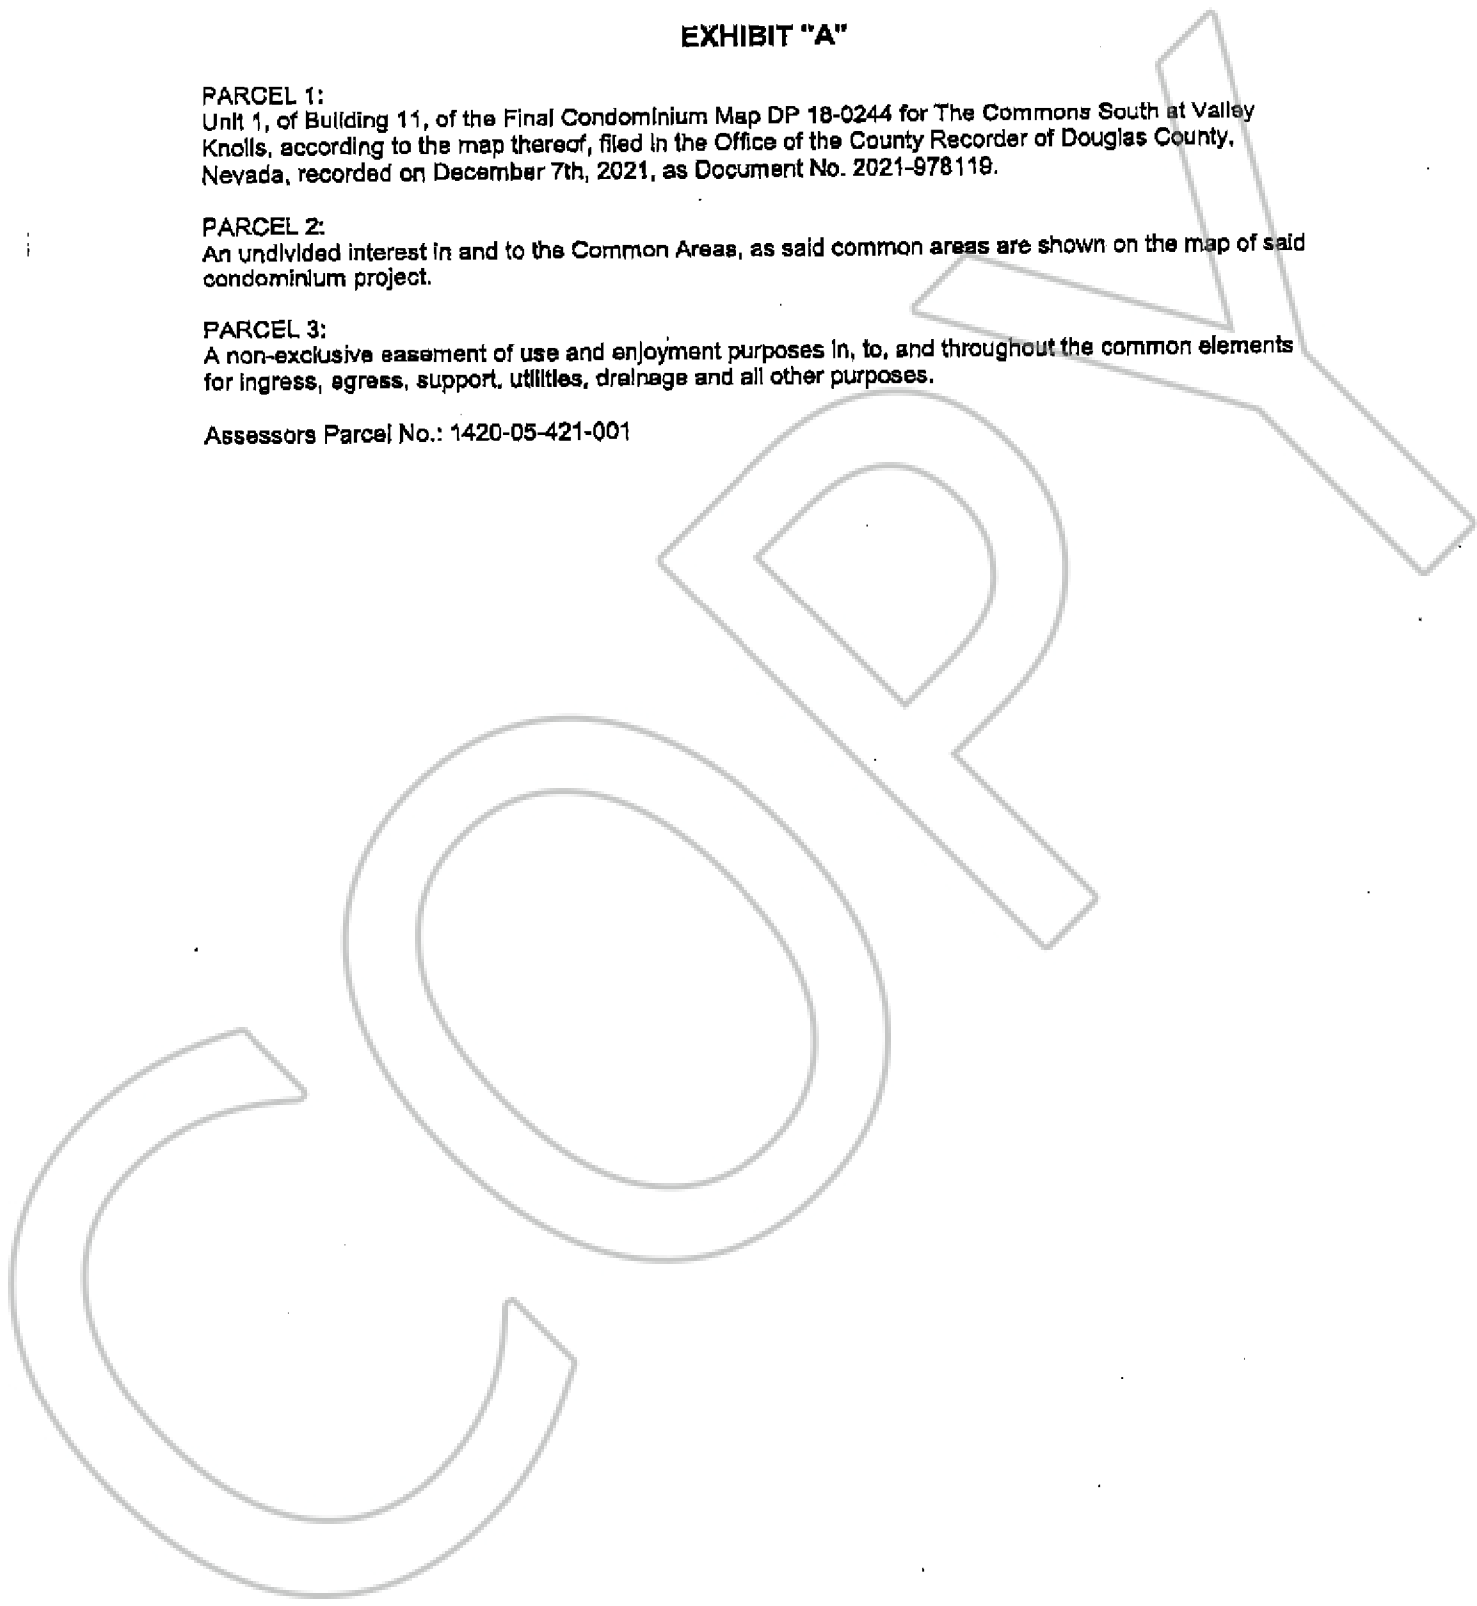 EXHIBIT "A"
PARCEL 1:
Unit 1, of Building 11, of the Final Condominium Map DP 18-0244 for The Commons South at Valley
Knolls, according to the map thereof, filed in the Office of the County Recorder of Douglas County,
Nevada, recorded on December 7th, 2021, as Document No. 2021-978119.
PARCEL 2:
An undivided interest in and to the Common Areas, as said common areas are shown on the map of said
condominium project.
PARCEL 3:
A non-exclusive easement of use and enjoyment purposes in, to, and throughout the common elements
for ingress, egress, support, utilities, drainage and all other purposes.
Assessors Parcel No.: 1420-05-421-001
COPY